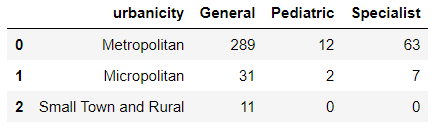 urbanicity General Pediatric Specialist
0 Metropolitan 289 12 63
1 Micropolitan 31 2 7
2 Small Town and Rural 11 0 0